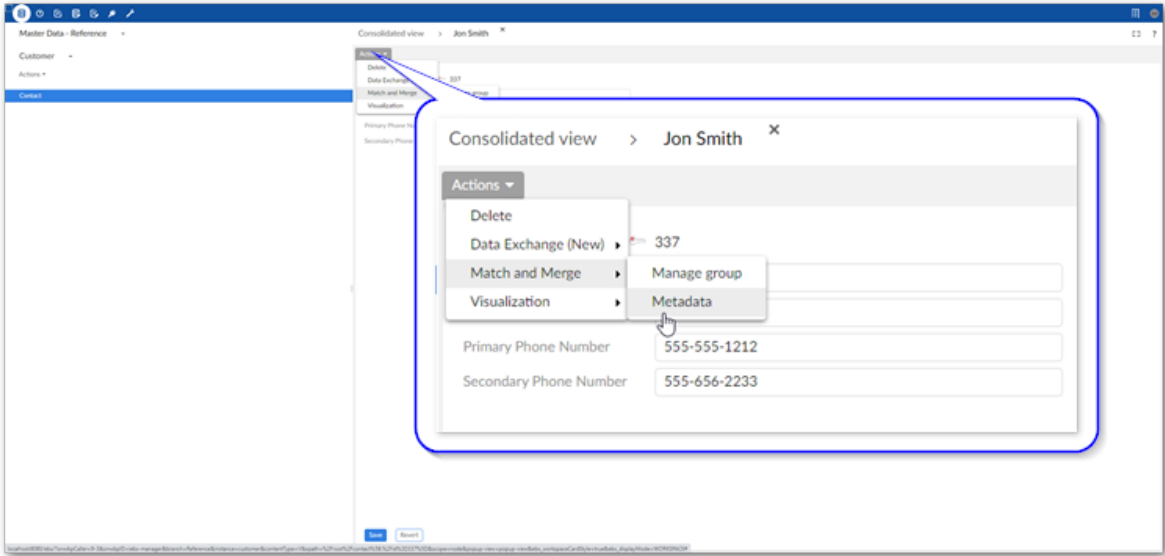 Master Data - Reference
Consolidated view > Jon Smith ×
?
Customer
Actions
Actions
Contact
Delete
Data Exchange
337
Match and Merge
group
Visualization
Primary Phone Nu
Secondary Phone
Consolidated view > Jon Smith ×
Actions
Delete
Data Exchange (New)
337
Match and Merge
Manage group
Visualization
Metadata
Primary Phone Number
555-555-1212
Secondary Phone Number
555-656-2233
Save
Revert